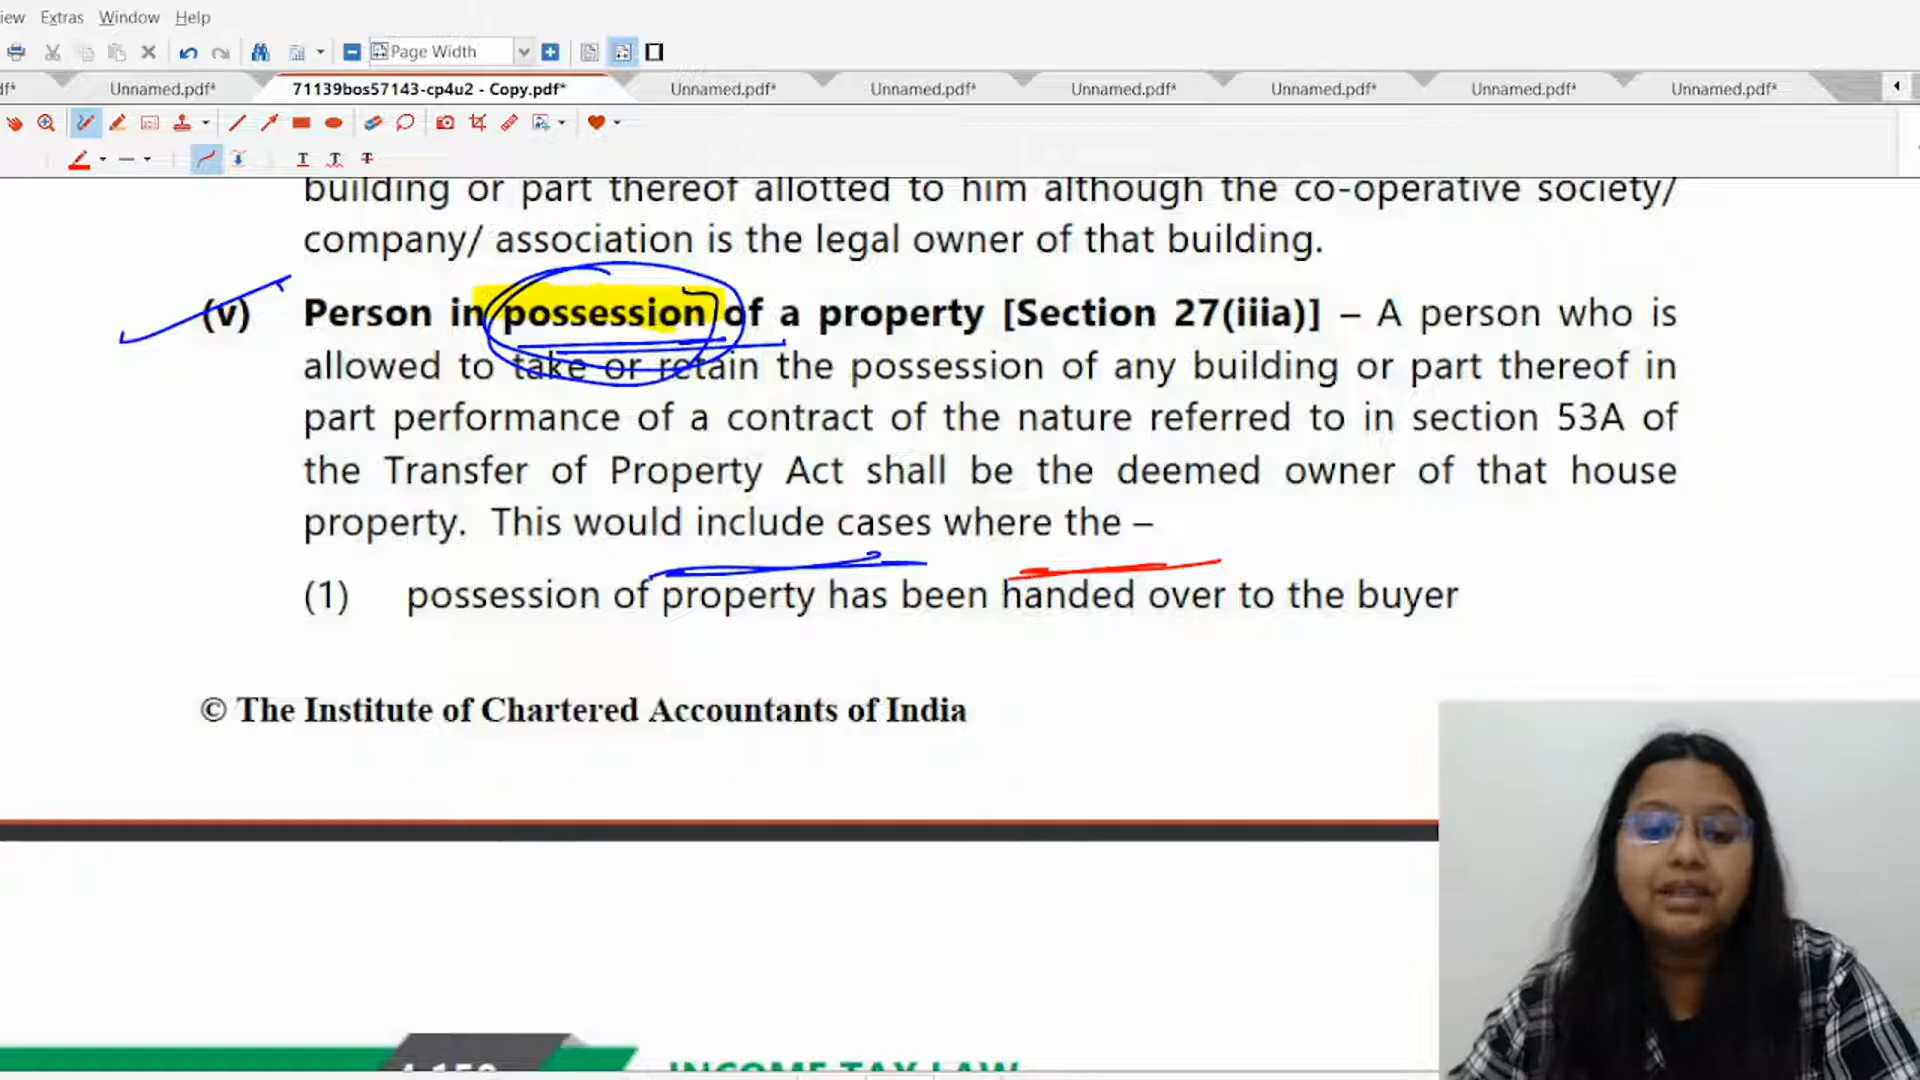 iew Extras Window Help
Page Width
df* Unnamed.pdf* 71139bos57143-cp4u2 - Copy.pdf* Unnamed.pdf* Unnamed.pdf* Unnamed.pdf* Unnamed.pdf* Unnamed.pdf* Unnamed.pdf*
building or part thereof allotted to him although the co-operative society/
company/ association is the legal owner of that building.
(v) Person in possession of a property [Section 27(iiia)] – A person who is
allowed to take or retain the possession of any building or part thereof in
part performance of a contract of the nature referred to in section 53A of
the Transfer of Property Act shall be the deemed owner of that house
property. This would include cases where the –
(1) possession of property has been handed over to the buyer
© The Institute of Chartered Accountants of India
INCOME TAX LAW